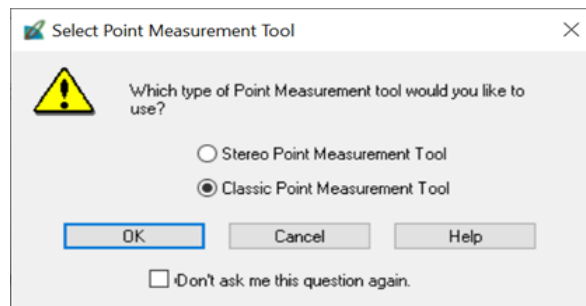 Select Point Measurement Tool
Which type of Point Measurement tool would you like to
use?
Stereo Point Measurement Tool
Classic Point Measurement Tool
OK Cancel Help
Don't ask me this question again.